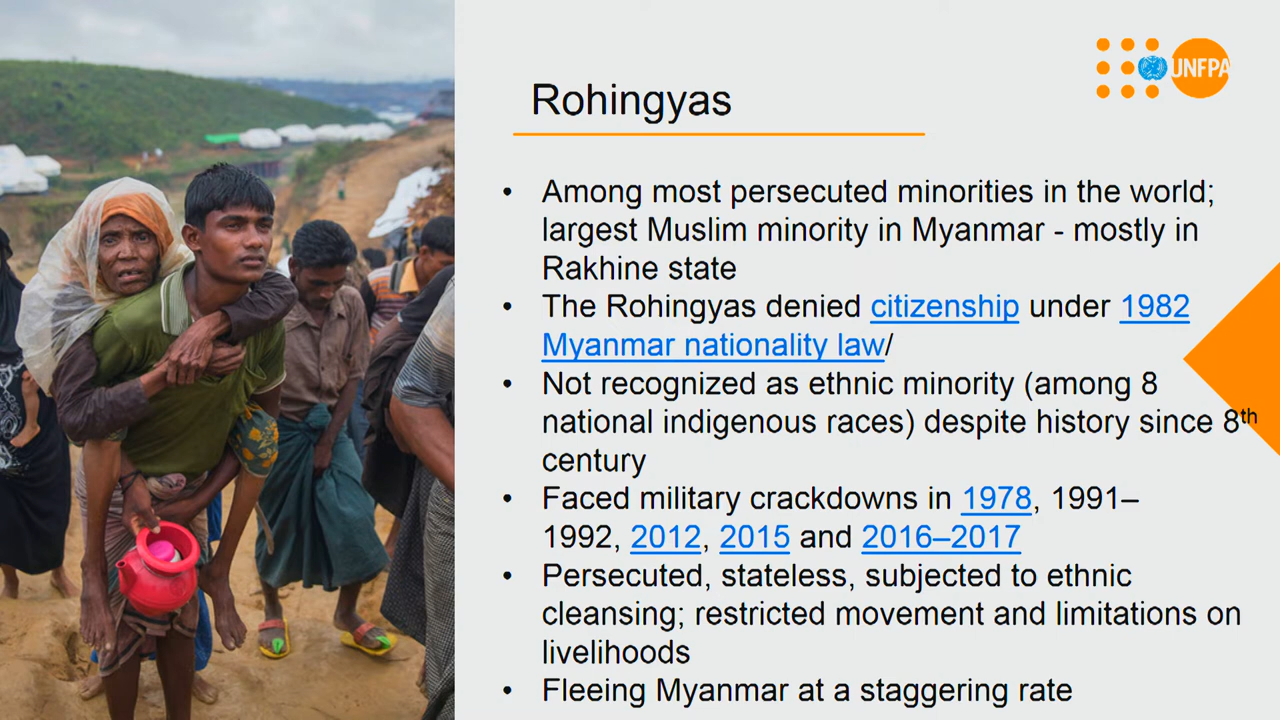 UNFPA
Rohingyas
• Among most persecuted minorities in the world;
largest Muslim minority in Myanmar - mostly in
Rakhine state
• The Rohingyas denied citizenship under 1982
Myanmar nationality law/
• Not recognized as ethnic minority (among 8
national indigenous races) despite history since 8th
century
• Faced military crackdowns in 1978, 1991–
1992, 2012, 2015 and 2016–2017
• Persecuted, stateless, subjected to ethnic
cleansing; restricted movement and limitations on
livelihoods
• Fleeing Myanmar at a staggering rate